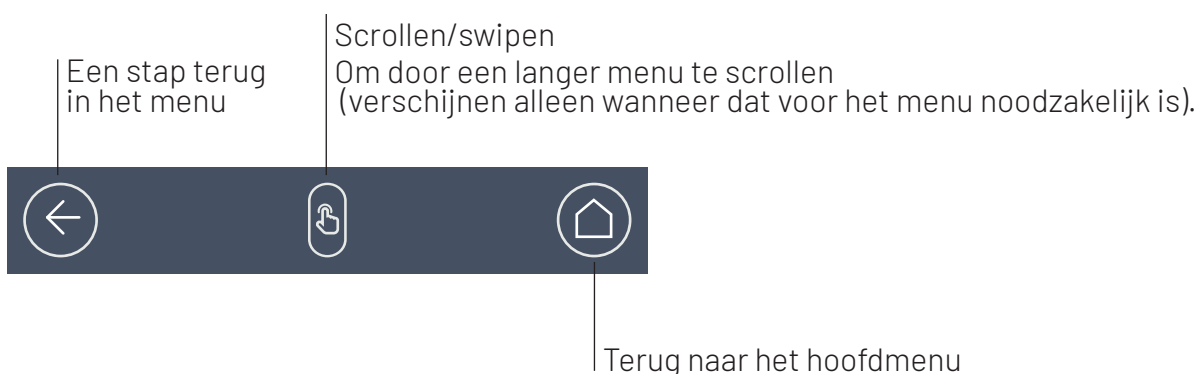 Scrollen/swipen
Een stap terug
in het menu
Om door een langer menu te scrollen
(verschijnen alleen wanneer dat voor het menu noodzakelijk is).
Terug naar het hoofdmenu